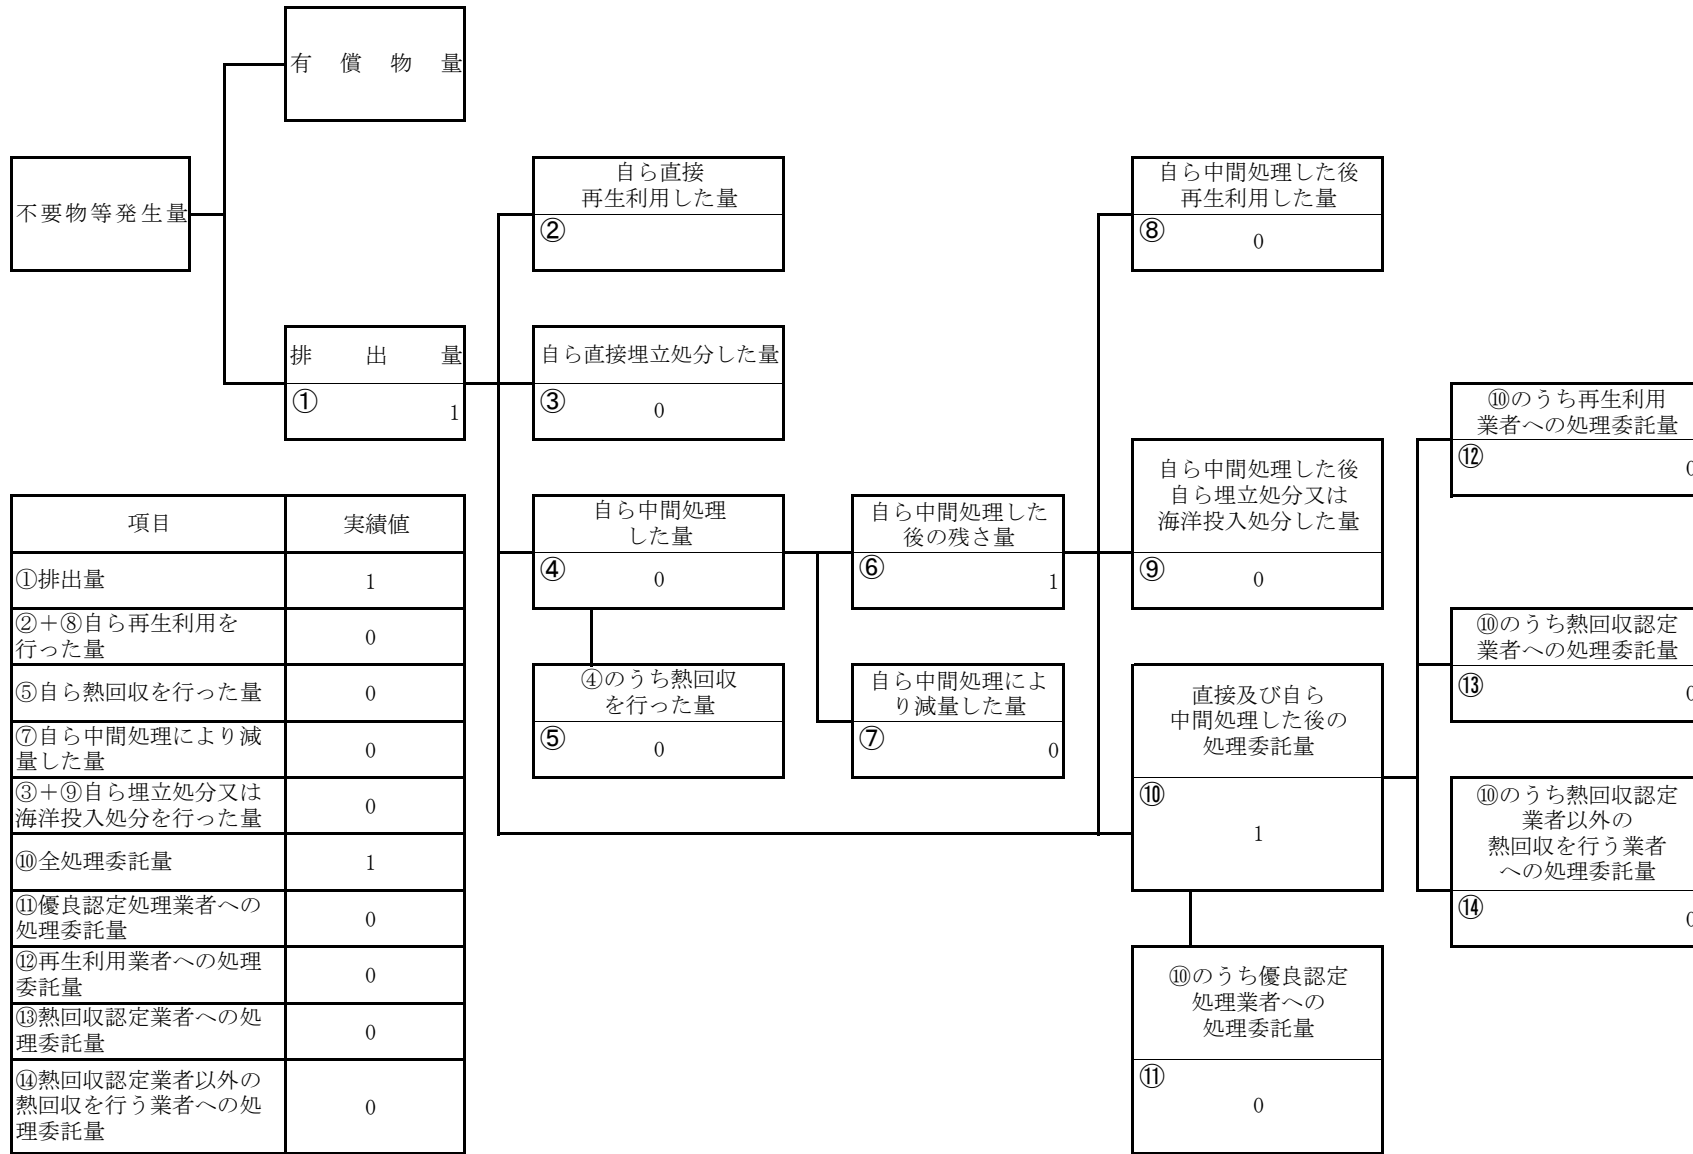 有償物量
不要物等発生量
排出量
①
1
自ら直接
再生利用した量
②
自ら直接埋立処分した量
③
0
自ら中間処理
した量
④
0
④のうち熱回収
を行った量
⑤
0
自ら中間処理した
後の残さ量
⑥
1
自ら中間処理によ
り減量した量
⑦
0
自ら中間処理した後
再生利用した量
⑧
0
自ら中間処理した後
自ら埋立処分又は
海洋投入処分した量
⑨
0
直接及び自ら
中間処理した後の
処理委託量
⑩
1
⑩のうち優良認定
処理業者への
処理委託量
⑪
0
⑩のうち再生利用
業者への処理委託量
⑫
0
⑩のうち熱回収認定
業者への処理委託量
⑬
0
⑩のうち熱回収認定
業者以外の
熱回収を行う業者
への処理委託量
⑭
0
項目 実績値
①排出量 1
②＋⑧自ら再生利用を
行った量 0
⑤自ら熱回収を行った量 0
⑦自ら中間処理により減
量した量 0
③＋⑨自ら埋立処分又は
海洋投入処分を行った量 0
⑩全処理委託量 1
⑪優良認定処理業者への
処理委託量 0
⑫再生利用業者への処理
委託量 0
⑬熱回収認定業者への処
理委託量 0
⑭熱回収認定業者以外の
熱回収を行う業者への処
理委託量 0